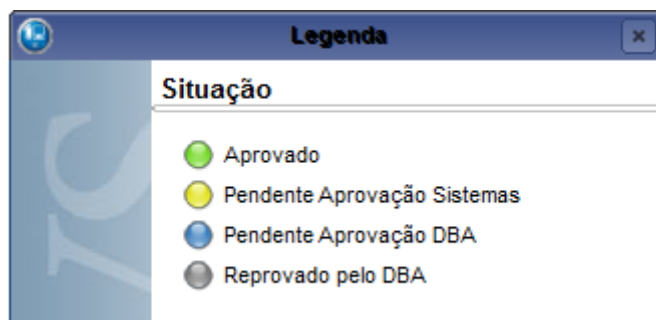 Legenda
Situação
Aprovado
Pendente Aprovação Sistemas
Pendente Aprovação DBA
Reprovado pelo DBA